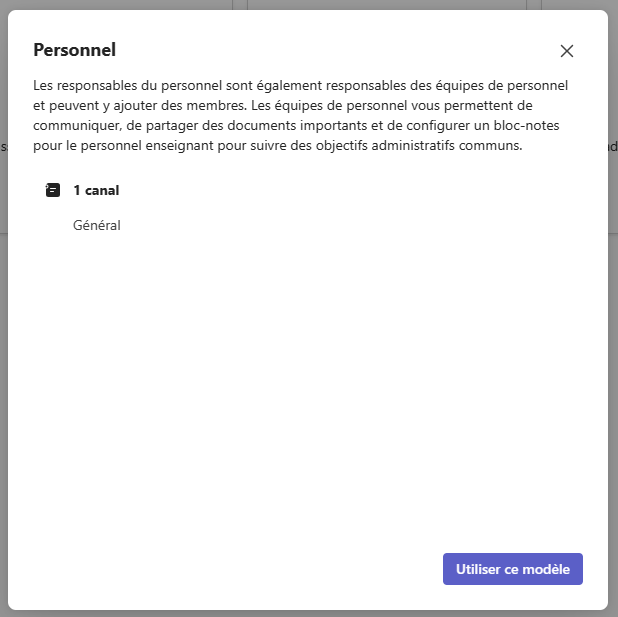 Personnel
Les responsables du personnel sont également responsables des équipes de personnel
et peuvent y ajouter des membres. Les équipes de personnel vous permettent de
communiquer, de partager des documents importants et de configurer un bloc-notes
pour le personnel enseignant pour suivre des objectifs administratifs communs.
1 canal
Général
Utiliser ce modèle